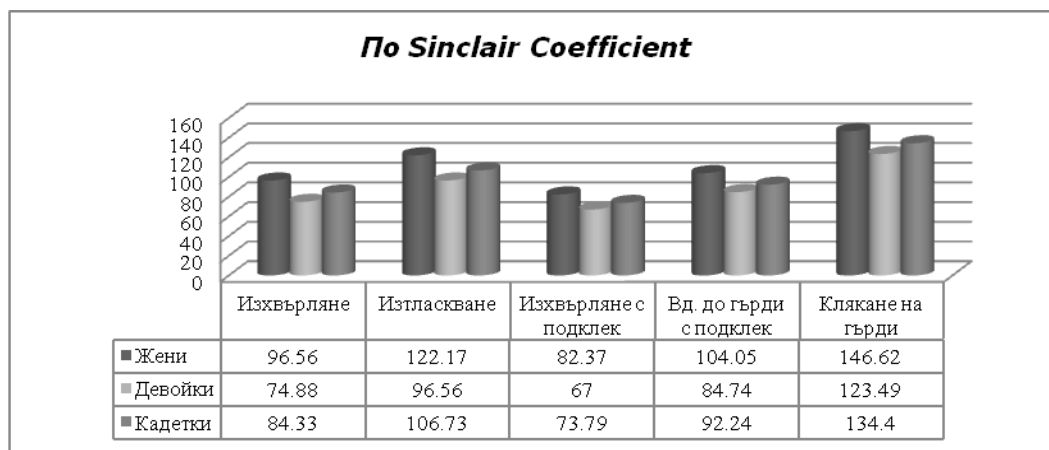 По Sinclair Coefficient
160
140
120
100
80
60
40
20
0
Изхвърляне Изтласкване Изхвърляне с подклек Вд. до гърди с подклек Клякане на гърди
Жени 96.56 122.17 82.37 104.05 146.62
Девойки 74.88 96.56 67 84.74 123.49
Кадетки 84.33 106.73 73.79 92.24 134.4